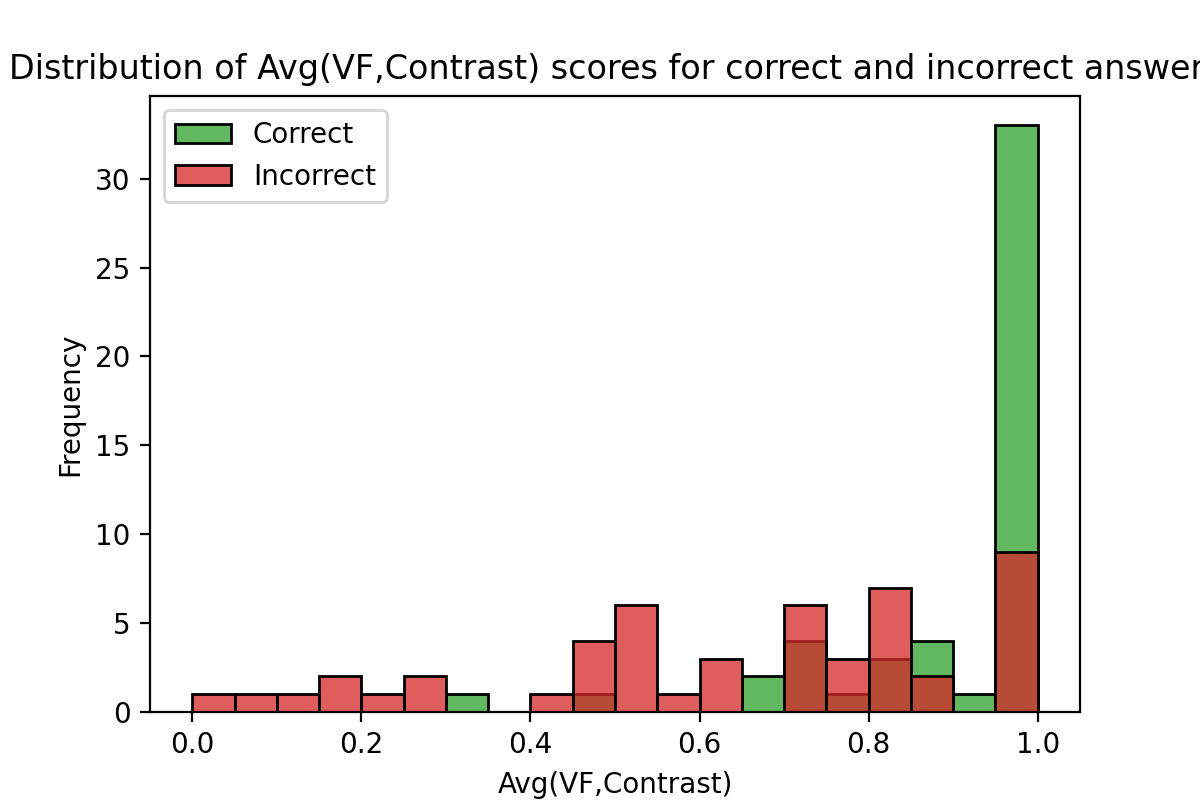 Distribution of Avg(VF,Contrast) scores for correct and incorrect answer
Correct
Incorrect
Frequency
30
25
20
15
10
5
0
0.0 0.2 0.4 0.6 0.8 1.0
Avg(VF,Contrast)